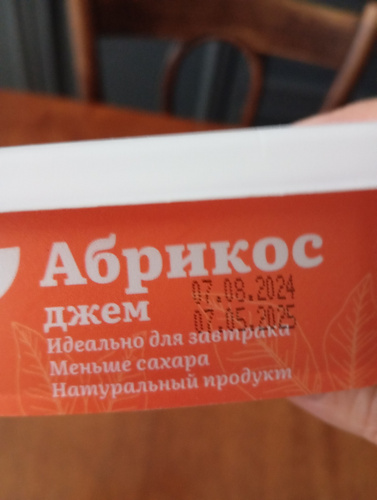 Абрикос
джем
07.08.2024
07.05.2025
Идеально для завтрака
Меньше сахара
Натуральный продукт